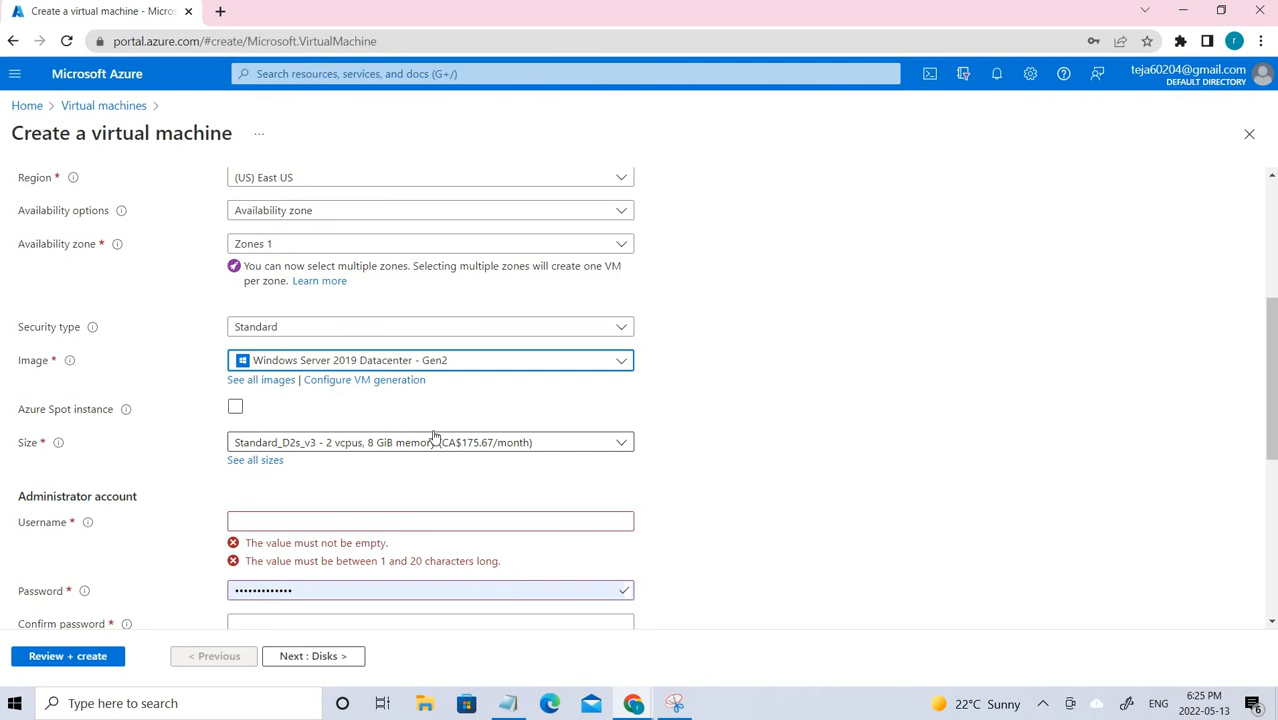 Create a virtual machine - Micros
portal.azure.com/#create/Microsoft.VirtualMachine
r
Microsoft Azure
Search resources, services, and docs (G+/)
teja60204@gmail.com
DEFAULT DIRECTORY
Home > Virtual machines >
Create a virtual machine ...
Region *
(US) East US
Availability options
Availability zone
Availability zone *
Zones 1
You can now select multiple zones. Selecting multiple zones will create one VM
per zone. Learn more
Security type
Standard
Image *
Windows Server 2019 Datacenter - Gen2
See all images | Configure VM generation
Azure Spot instance
Size *
Standard_D2s_v3 - 2 vcpus, 8 GiB memory (CA$175.67/month)
See all sizes
Administrator account
Username *
The value must not be empty.
The value must be between 1 and 20 characters long.
Password *
•••••••••••••
Confirm password *
Review + create
< Previous
Next : Disks >
Type here to search
22°C Sunny
ENG
6:25 PM
2022-05-13
6